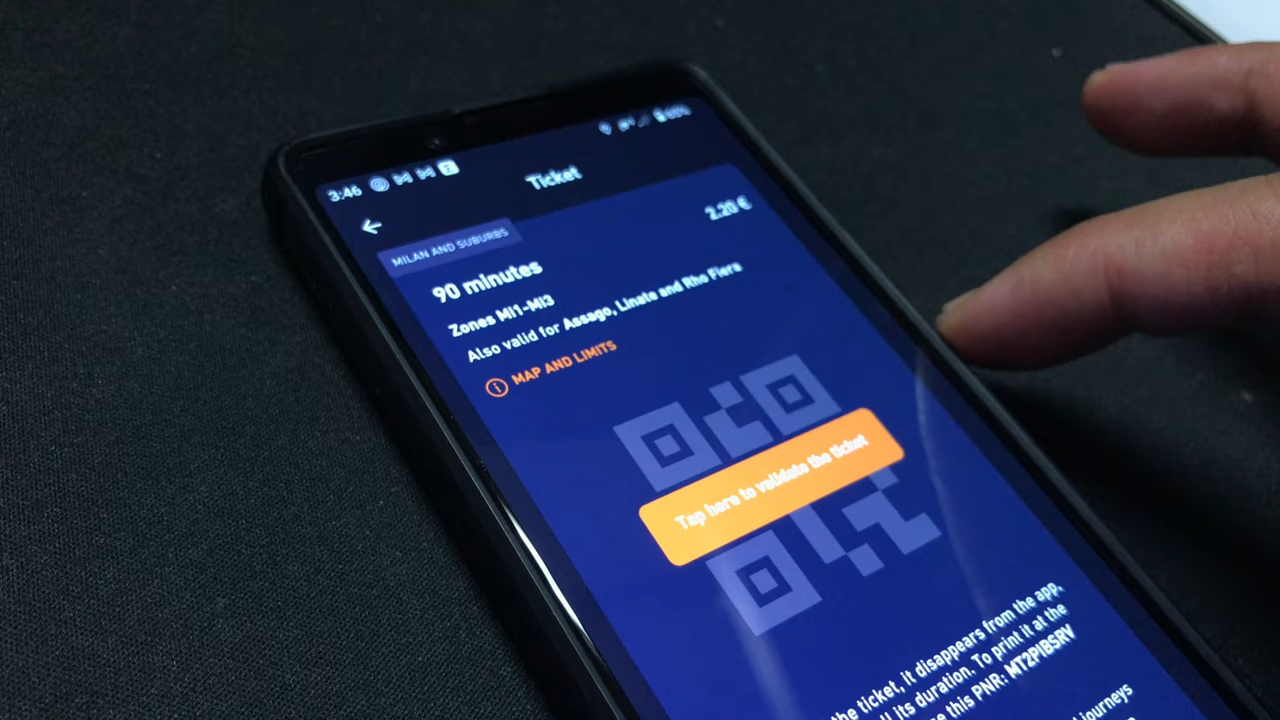 3:46
Ticket
MILAN AND SUBURBS
2.20 €
90 minutes
Zones MI1-MI3
Also valid for Assago, Linate and Rho Fiera
MAP AND LIMITS
Tap here to validate the ticket
the ticket, it disappears from the app,
its duration. To print it at the
this PNR: MT2PIBSRV
journeys